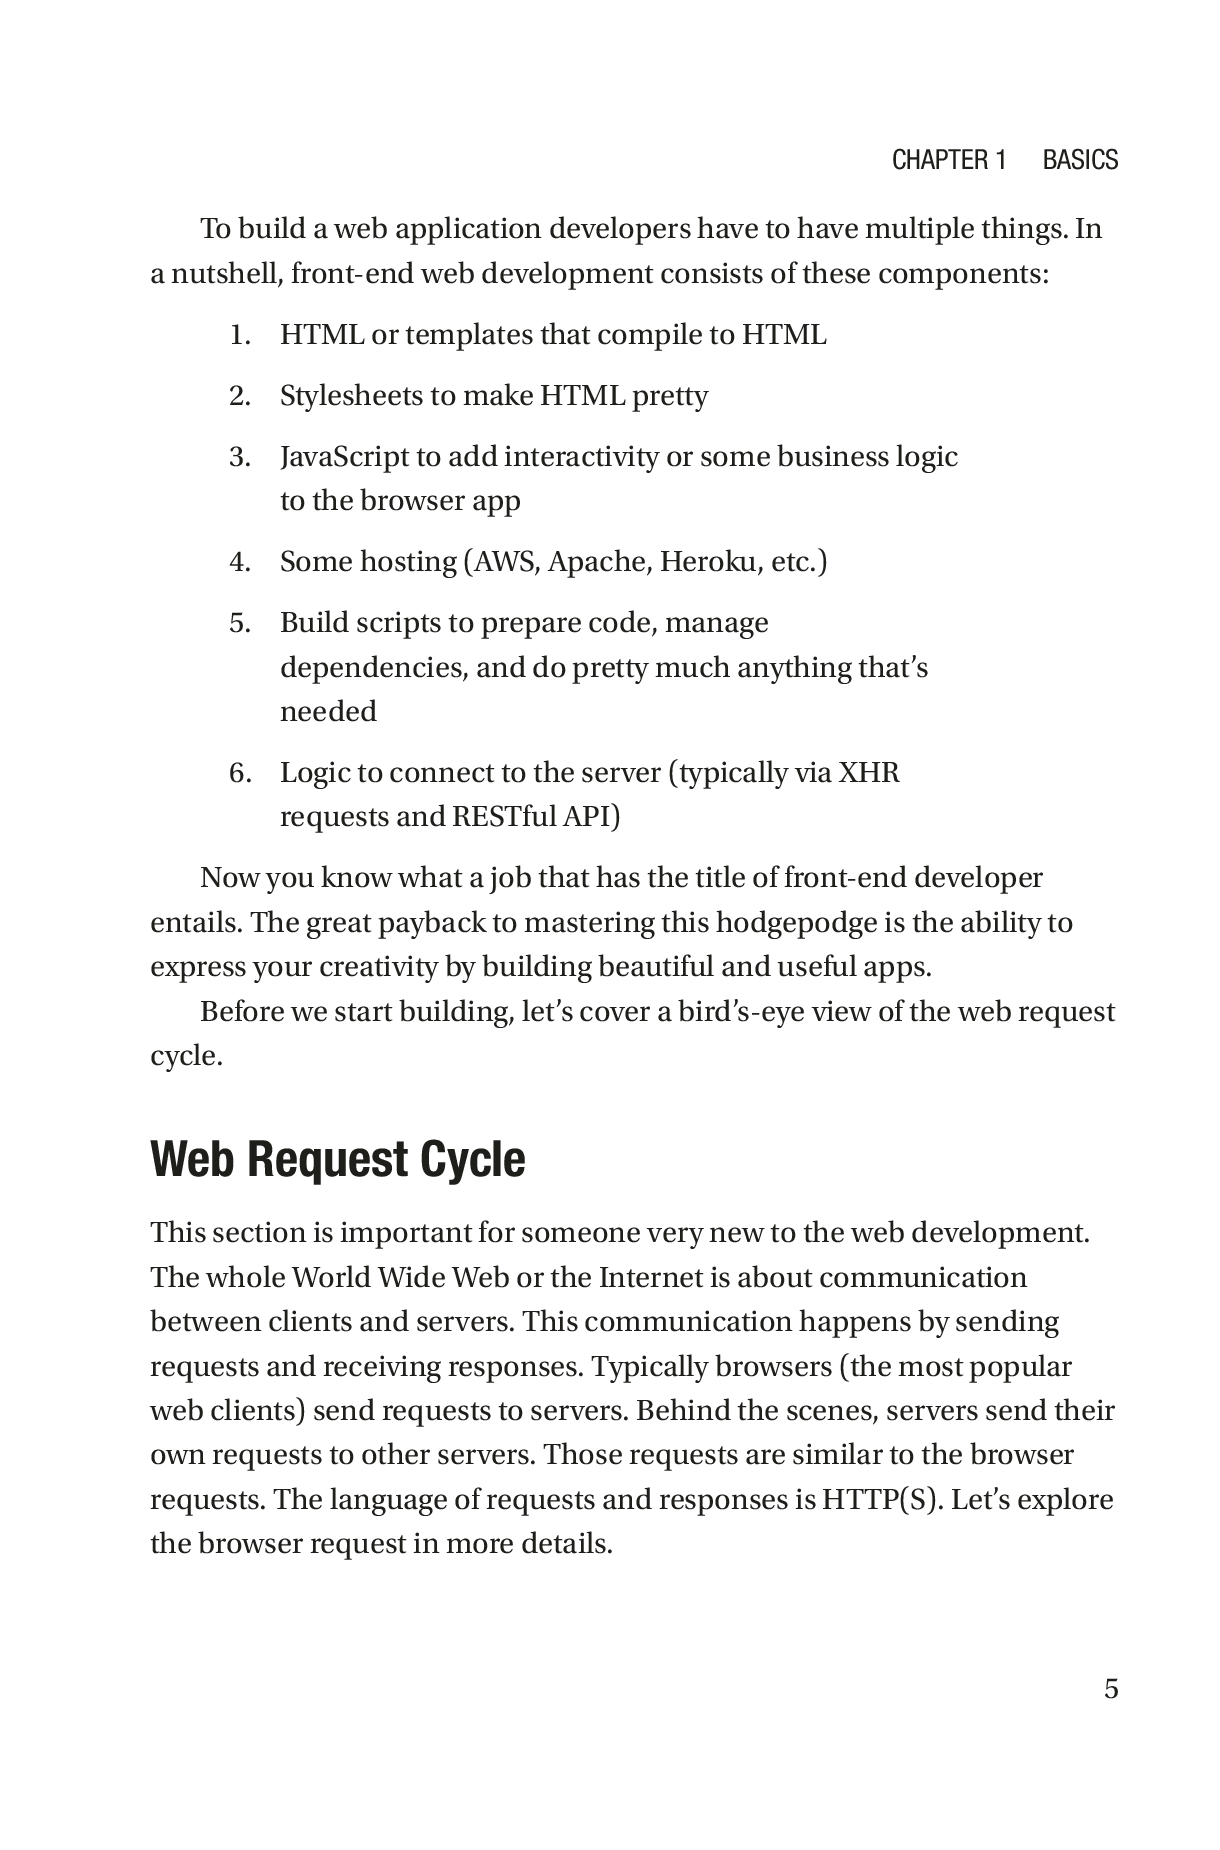 CHAPTER 1 BASICS
To build a web application developers have to have multiple things. In
a nutshell, front-end web development consists of these components:
1. HTML or templates that compile to HTML
2. Stylesheets to make HTML pretty
3. JavaScript to add interactivity or some business logic
to the browser app
4. Some hosting (AWS, Apache, Heroku, etc.)
5. Build scripts to prepare code, manage
dependencies, and do pretty much anything that’s
needed
6. Logic to connect to the server (typically via XHR
requests and RESTful API)
Now you know what a job that has the title of front-end developer
entails. The great payback to mastering this hodgepodge is the ability to
express your creativity by building beautiful and useful apps.
Before we start building, let’s cover a bird’s-eye view of the web request
cycle.
Web Request Cycle
This section is important for someone very new to the web development.
The whole World Wide Web or the Internet is about communication
between clients and servers. This communication happens by sending
requests and receiving responses. Typically browsers (the most popular
web clients) send requests to servers. Behind the scenes, servers send their
own requests to other servers. Those requests are similar to the browser
requests. The language of requests and responses is HTTP(S). Let’s explore
the browser request in more details.
5